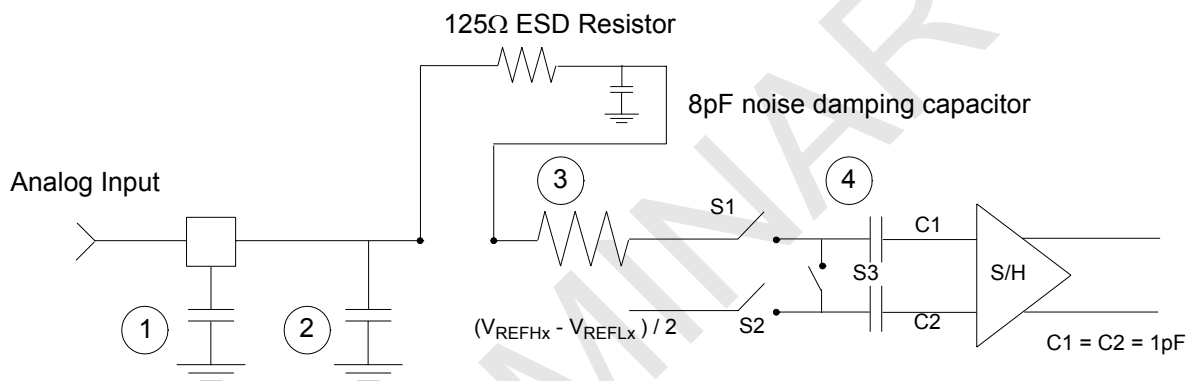 125Ω ESD Resistor
8pF noise damping capacitor
Analog Input
3
4
S1
C1
S3
S/H
1
2
(VREFHx - VREFLx) / 2
S2
C2
C1 = C2 = 1pF
MINAR